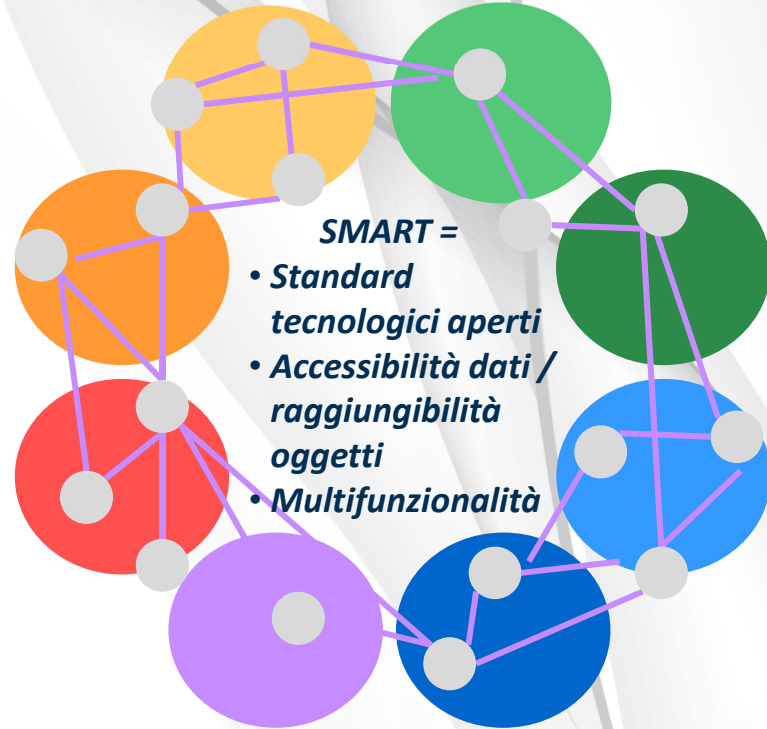 SMART =
• Standard
tecnologici aperti
• Accessibilità dati /
raggiungibilità
oggetti
• Multifunzionalità